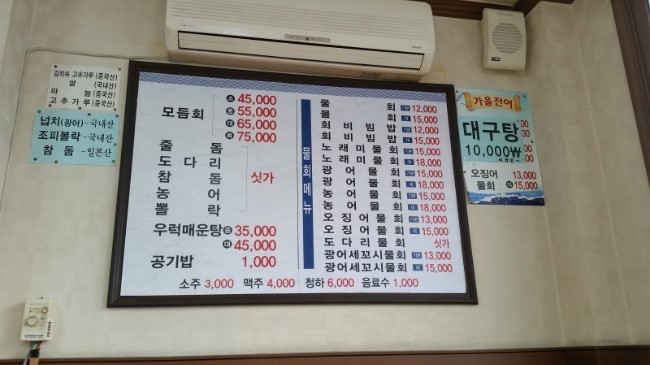 김치속 고추가루 (중국산)
쌀 (국내산)
마늘 (중국산)
고추가루 (중국산)
넙치(광어) -국내산
조피볼락 -국내산
참돔 -일본산
모듬회 소 45,000
중 55,000
대 65,000
특 75,000
줄돔
도다리
참돔
농어
뽈락
싯가
우럭매운탕 중 35,000
대 45,000
공기밥 1,000
물회메뉴
물회 12,000
물회 15,000
회비빔밥 12,000
회비빔밥 15,000
노래미물회 15,000
노래미물회 18,000
광어물회 15,000
광어물회 18,000
농어물회 15,000
농어물회 18,000
오징어물회 13,000
오징어물회 15,000
도다리물회 싯가
광어세꼬시물회 13,000
광어세꼬시물회 15,000
소주 3,000 맥주 4,000 청하 6,000 음료수 1,000
가을전어
대구탕
10,000₩
오징어 13,000
물회 15,000